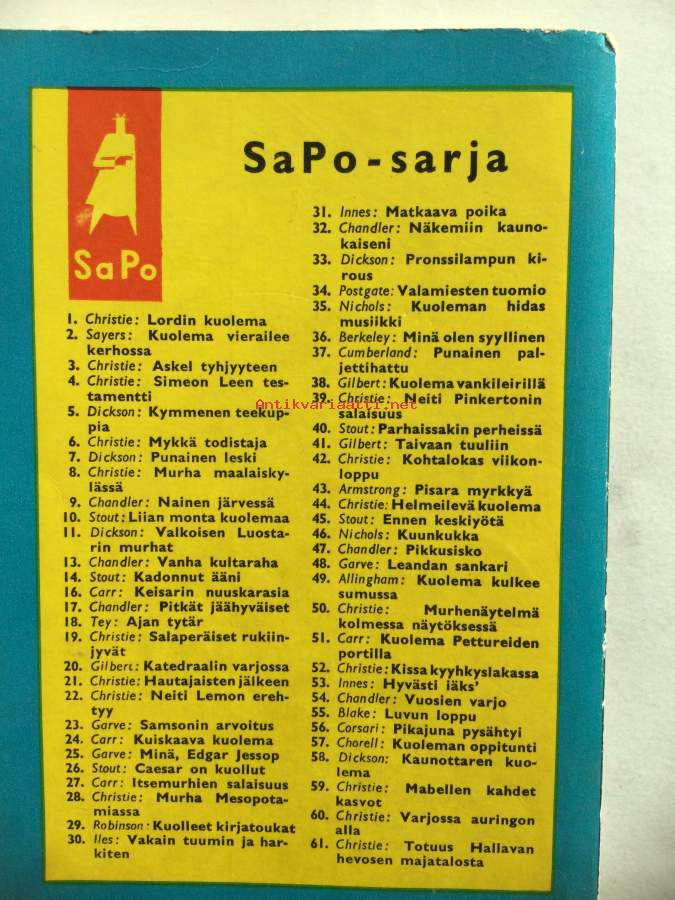 SaPo
SaPo-sarja
1. Christie: Lordin kuolema
2. Sayers: Kuolema vierailee
kerhossa
3. Christie: Askel tyhjyyteen
4. Christie: Simeon Leen tes-
tamentti
5. Dickson: Kymmenen teekup-
pia
6. Christie: Mykkä todistaja
7. Dickson: Punainen leski
8. Christie: Murha maalaisky-
lässä
9. Chandler: Nainen järvessä
10. Stout: Liian monta kuolemaa
11. Dickson: Valkoisen Luosta-
rin murhat
13. Chandler: Vanha kultaraha
14. Stout: Kadonnut ääni
16. Carr: Keisarin nuuskarasia
17. Chandler: Pitkät jäähyväiset
18. Tey: Ajan tytär
19. Christie: Salaperäiset rukiin-
jyvät
20. Gilbert: Katedraalin varjossa
21. Christie: Hautajaisten jälkeen
22. Christie: Neiti Lemon ereh-
tyy
23. Garve: Samsonin arvoitus
24. Carr: Kuiskaava kuolema
25. Garve: Minä, Edgar Jessop
26. Stout: Caesar on kuollut
27. Carr: Itsemurhien salaisuus
28. Christie: Murha Mesopota-
miassa
29. Robinson: Kuolleet kirjatoukat
30. Iles: Vakain tuumin ja har-
kiten
31. Innes: Matkaava poika
32. Chandler: Näkemiin kauno-
kaiseni
33. Dickson: Pronssilampun ki-
rous
34. Postgate: Valamiesten tuomio
35. Nichols: Kuoleman hidas
musiikki
36. Berkeley: Minä olen syyllinen
37. Cumberland: Punainen pal-
jettihattu
38. Gilbert: Kuolema vankileirillä
39. Christie: Neiti Pinkertonin
salaisuus
40. Stout: Parhaissakin perheissä
41. Gilbert: Taivaan tuuliin
42. Christie: Kohtalokas viikon-
loppu
43. Armstrong: Pisara myrkkyä
44. Christie: Helmeilevä kuolema
45. Stout: Ennen keskiyötä
46. Nichols: Kuunkukka
47. Chandler: Pikkusisko
48. Garve: Leandan sankari
49. Allingham: Kuolema kulkee
sumussa
50. Christie: Murhenäytelmä
kolmessa näytöksessä
51. Carr: Kuolema Pettureiden
portilla
52. Christie: Kissa kyyhkyslakassa
53. Innes: Hyvästi iäks'
54. Chandler: Vuosien varjo
55. Blake: Luvun loppu
56. Corsari: Pikajuna pysähtyi
57. Chorell: Kuoleman oppitunti
58. Dickson: Kaunottaren kuo-
lema
59. Christie: Mabellen kahdet
kasvot
60. Christie: Varjossa auringon
alla
61. Christie: Totuus Hallavan
hevosen majatalosta
Antikvariaatti.net